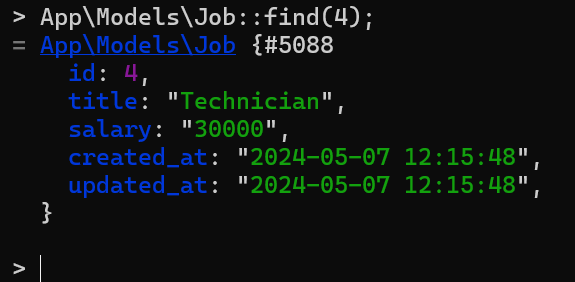 > App\Models\Job::find(4);
= App\Models\Job {#5088
id: 4,
title: "Technician",
salary: "30000",
created_at: "2024-05-07 12:15:48",
updated_at: "2024-05-07 12:15:48",
}
>